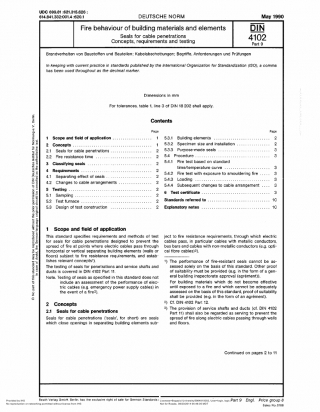 UDC 699.81 : 621.315.626 :
614.841.332.001.4 : 620.1
DEUTSCHE NORM
May 1990
Fire behaviour of building materials and elements
Seals for cable penetrations
Concepts, requirements and testing
DIN
4102
Part 9
Brandverhalten von Baustoffen und Bauteilen; Kabelabschottungen; Begriffe, Anforderungen und Prüfungen
In keeping with current practice in standards published by the International Organization for Standardization (ISO), a comma
has been used throughout as the decimal marker.
Dimensions in mm
For tolerances, table 1, line 3 of DIN 18 202 shall apply.
Contents
Page
1 Scope and field of application 1
2 Concepts 1
2.1 Seals for cable penetrations 1
2.2 Fire resistance time 2
3 Classifying seals 2
4 Requirements 2
4.1 Separating effect of seals 2
4.2 Changes to cable arrangements 2
5 Testing 2
5.1 Sampling 2
5.2 Test furnace 2
5.3 Design of test construction 2
Page
5.3.1 Building elements 2
5.3.2 Specimen size and installation 2
5.3.3 Purpose-made seals 3
5.4 Procedure 3
5.4.1 Fire test based on standard
time/temperature curve 3
5.4.2 Fire test with exposure to smouldering fire 3
5.4.3 Loading 3
5.4.4 Subsequent changes to cable arrangement 3
6 Test certificate
Standards referred to 10
Explanatory notes 10
1 Scope and field of application
This standard specifies requirements and methods of test
for seals for cable penetrations designed to prevent the
spread of fire at points where electric cables pass through
horizontal or vertical separating building elements (walls or
floors) subject to fire resistance requirements, and estab-
lishes relevant concepts¹).
The testing of seals for penetrations and service shafts and
ducts is covered in DIN 4102 Part 11.
Note. Testing of seals as specified in this standard does not
include an assessment of the performance of elect-
ric cables (e.g. emergency power supply cables) in
the event of a fire²).
2 Concepts
2.1 Seals for cable penetrations
Seals for cable penetrations ('seals', for short) are seals
which close openings in separating building elements sub-
ject to fire resistance requirements, through which electric
cables pass, in particular cables with metallic conductors,
bus bars and cables with non-metallic conductors (e.g. opti-
cal fibre cables)³).
¹) The performance of fire-resistant seals cannot be as-
sessed solely on the basis of this standard. Other proof
of suitability must be provided (e.g. in the form of a gen-
eral building inspectorate approval (agrément)).
For building materials which do not become effective
until exposed to a fire and which cannot be adequately
assessed on the basis of this standard, proof of suitability
shall be provided (e.g. in the form of an agrément).
²) Cf. DIN 4102 Part 12.
³) The provision of service shafts and ducts (cf. DIN 4102
Part 11) shall also be regarded as serving to prevent the
spread of fire along electric cables passing through walls
and floors.
Continued on pages 2 to 11
Beuth Verlag GmbH, Berlin, has the exclusive right of sale for German Standards
Part 9 Engl. Price group 8